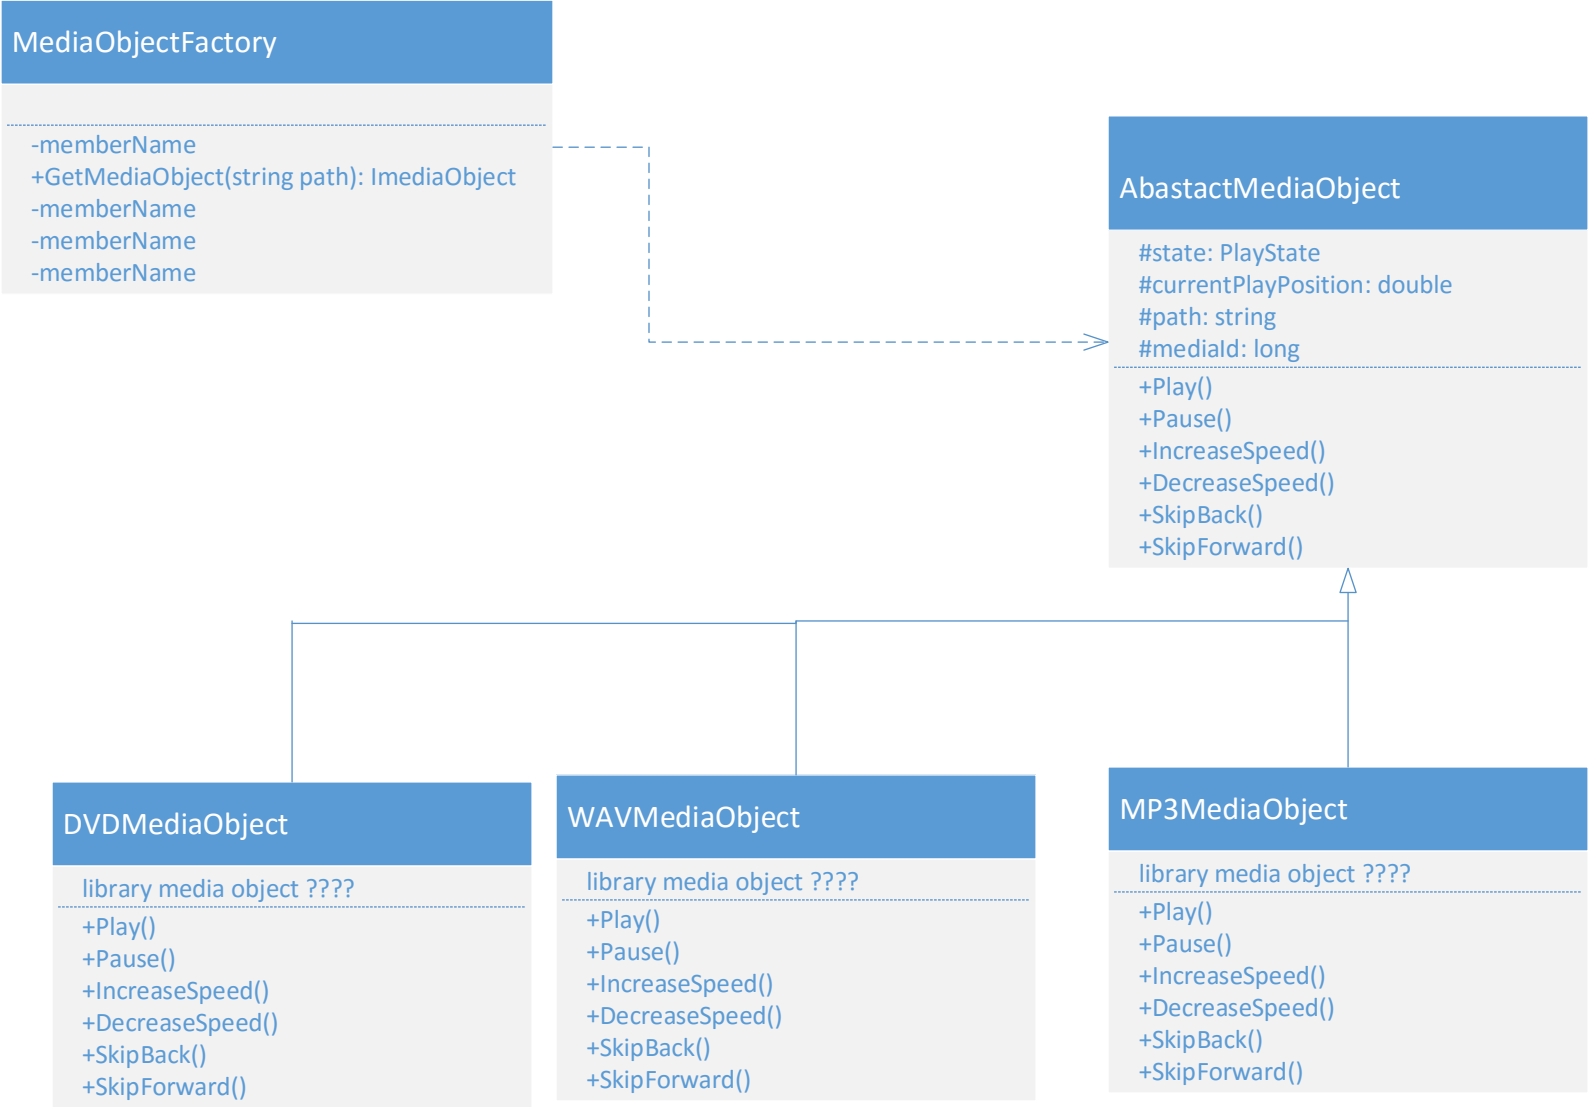 MediaObjectFactory
-memberName
+GetMediaObject(string path): ImediaObject
-memberName
-memberName
-memberName
AbastactMediaObject
#state: PlayState
#currentPlayPosition: double
#path: string
#mediaId: long
+Play()
+Pause()
+IncreaseSpeed()
+DecreaseSpeed()
+SkipBack()
+SkipForward()
DVDMediaObject
library media object ????
+Play()
+Pause()
+IncreaseSpeed()
+DecreaseSpeed()
+SkipBack()
+SkipForward()
WAVMediaObject
library media object ????
+Play()
+Pause()
+IncreaseSpeed()
+DecreaseSpeed()
+SkipBack()
+SkipForward()
MP3MediaObject
library media object ????
+Play()
+Pause()
+IncreaseSpeed()
+DecreaseSpeed()
+SkipBack()
+SkipForward()